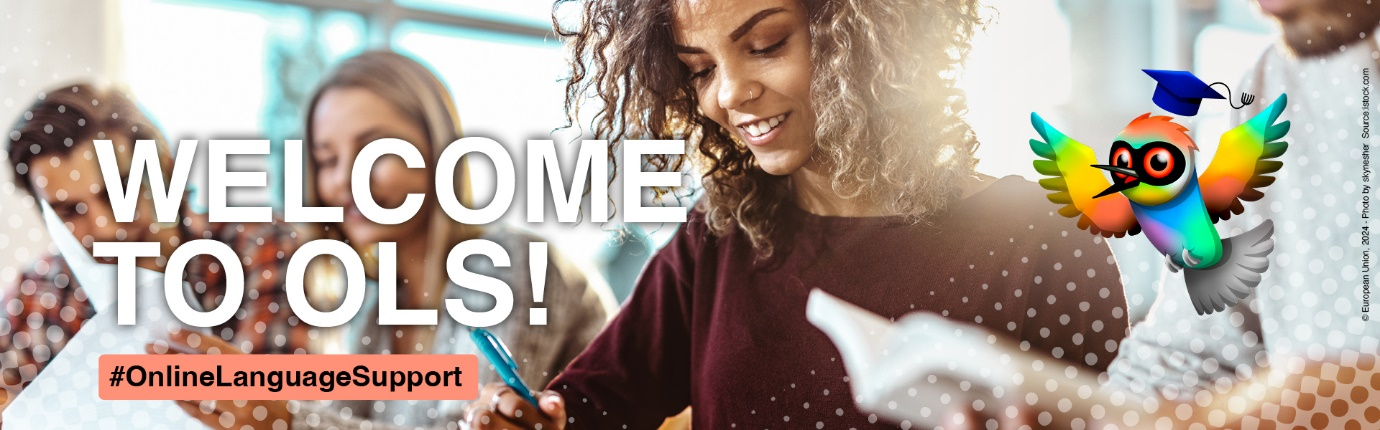 WELCOME
TO OLS!
#OnlineLanguageSupport
© European Union, 2024 - Photo by skynesher Source:istock.com